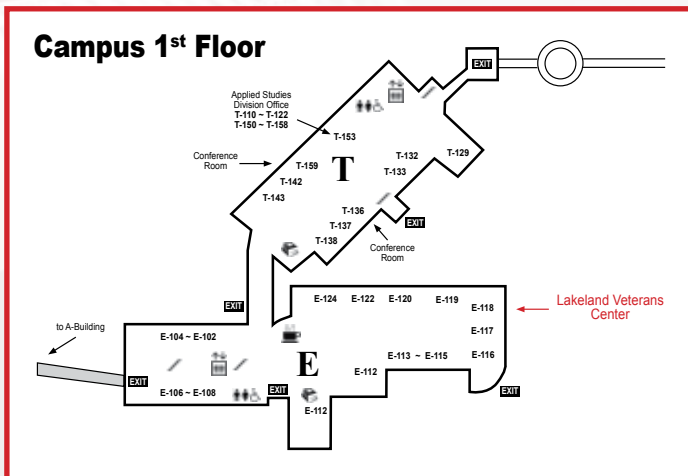 Campus 1st Floor
EXIT
Applied Studies
Division Office
T-110 ~ T-122
T-150 ~ T-158
T-153
Conference
Room
T-159
T
T-132
T-129
T-142
T-133
T-143
T-136
T-137
EXIT
T-138
Conference
Room
EXIT
E-124
E-122
E-120
E-119
E-118
Lakeland Veterans
Center
to A-Building
E-104 ~ E-102
E-117
E
E-113 ~ E-115
E-116
E-112
EXIT
E-106 ~ E-108
EXIT
EXIT
E-112